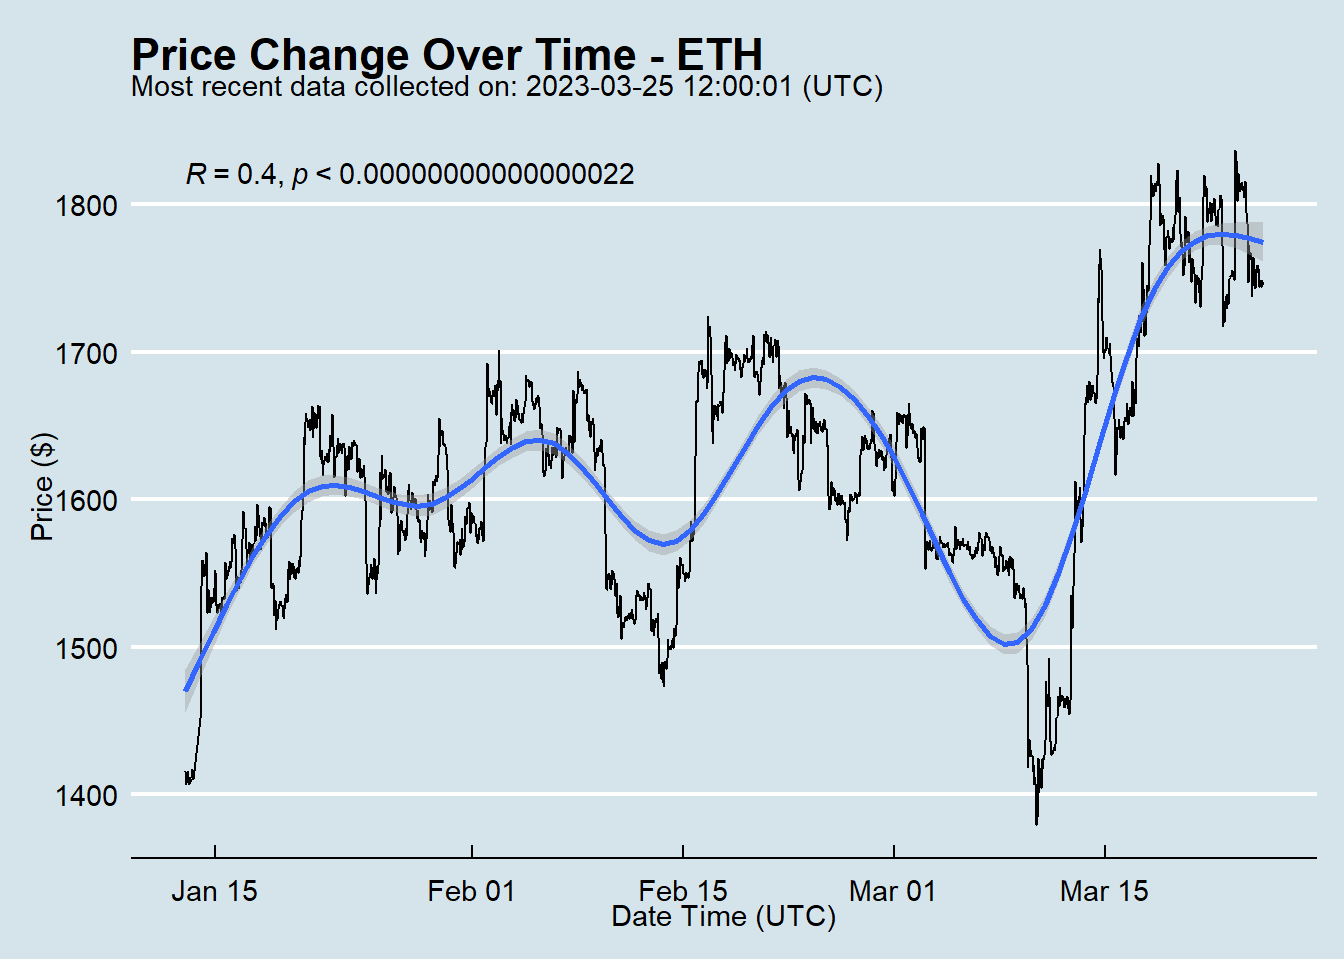 Price Change Over Time - ETH
Most recent data collected on: 2023-03-25 12:00:01 (UTC)
R = 0.4, p < 0.00000000000000022
1800
1700
1600
1500
1400
Price ($)
Jan 15
Feb 01
Feb 15
Mar 01
Mar 15
Date Time (UTC)